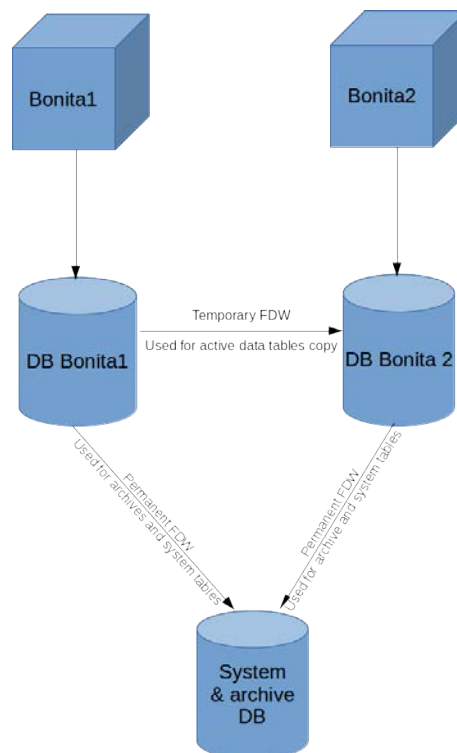 Bonita1
Bonita2
Temporary FDW
Used for active data tables copy
DB Bonita1
DB Bonita 2
Permanent FDW
Used for archives and system tables
Permanent FDW
Used for archive and system tables
System
& archive
DB